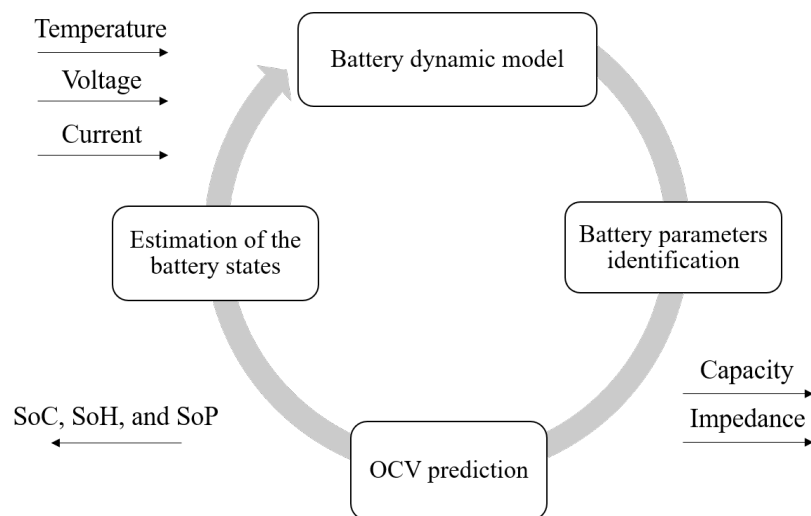 Temperature
Voltage
Current
Battery dynamic model
Estimation of the
battery states
Battery parameters
identification
Capacity
Impedance
SoC, SoH, and SoP
OCV prediction